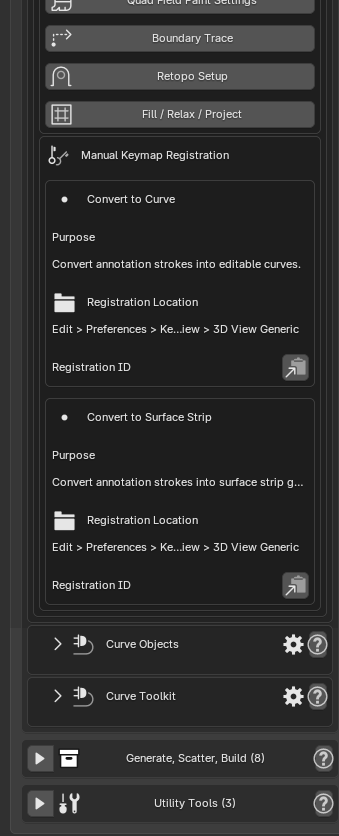 Quad Field Paint Settings
Boundary Trace
Retopo Setup
Fill / Relax / Project
Manual Keymap Registration
Convert to Curve
Purpose
Convert annotation strokes into editable curves.
Registration Location
Edit > Preferences > Ke...iew > 3D View Generic
Registration ID
Convert to Surface Strip
Purpose
Convert annotation strokes into surface strip g...
Registration Location
Edit > Preferences > Ke...iew > 3D View Generic
Registration ID
Curve Objects
?
Curve Toolkit
?
Generate, Scatter, Build (8)
?
Utility Tools (3)
?